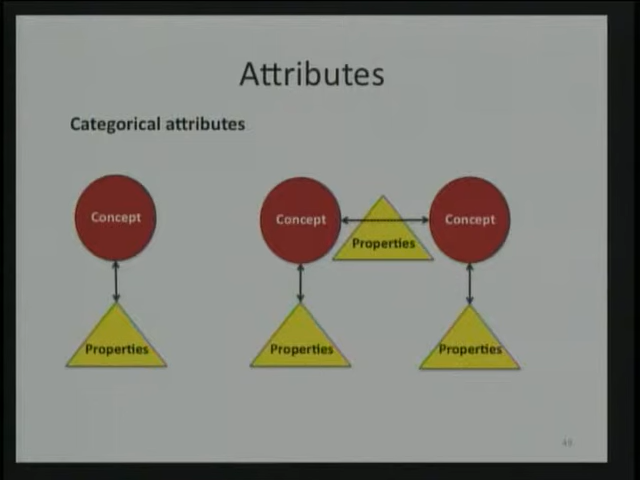 Attributes
Categorical attributes
Concept
Concept
Concept
Properties
Properties
Properties
Properties